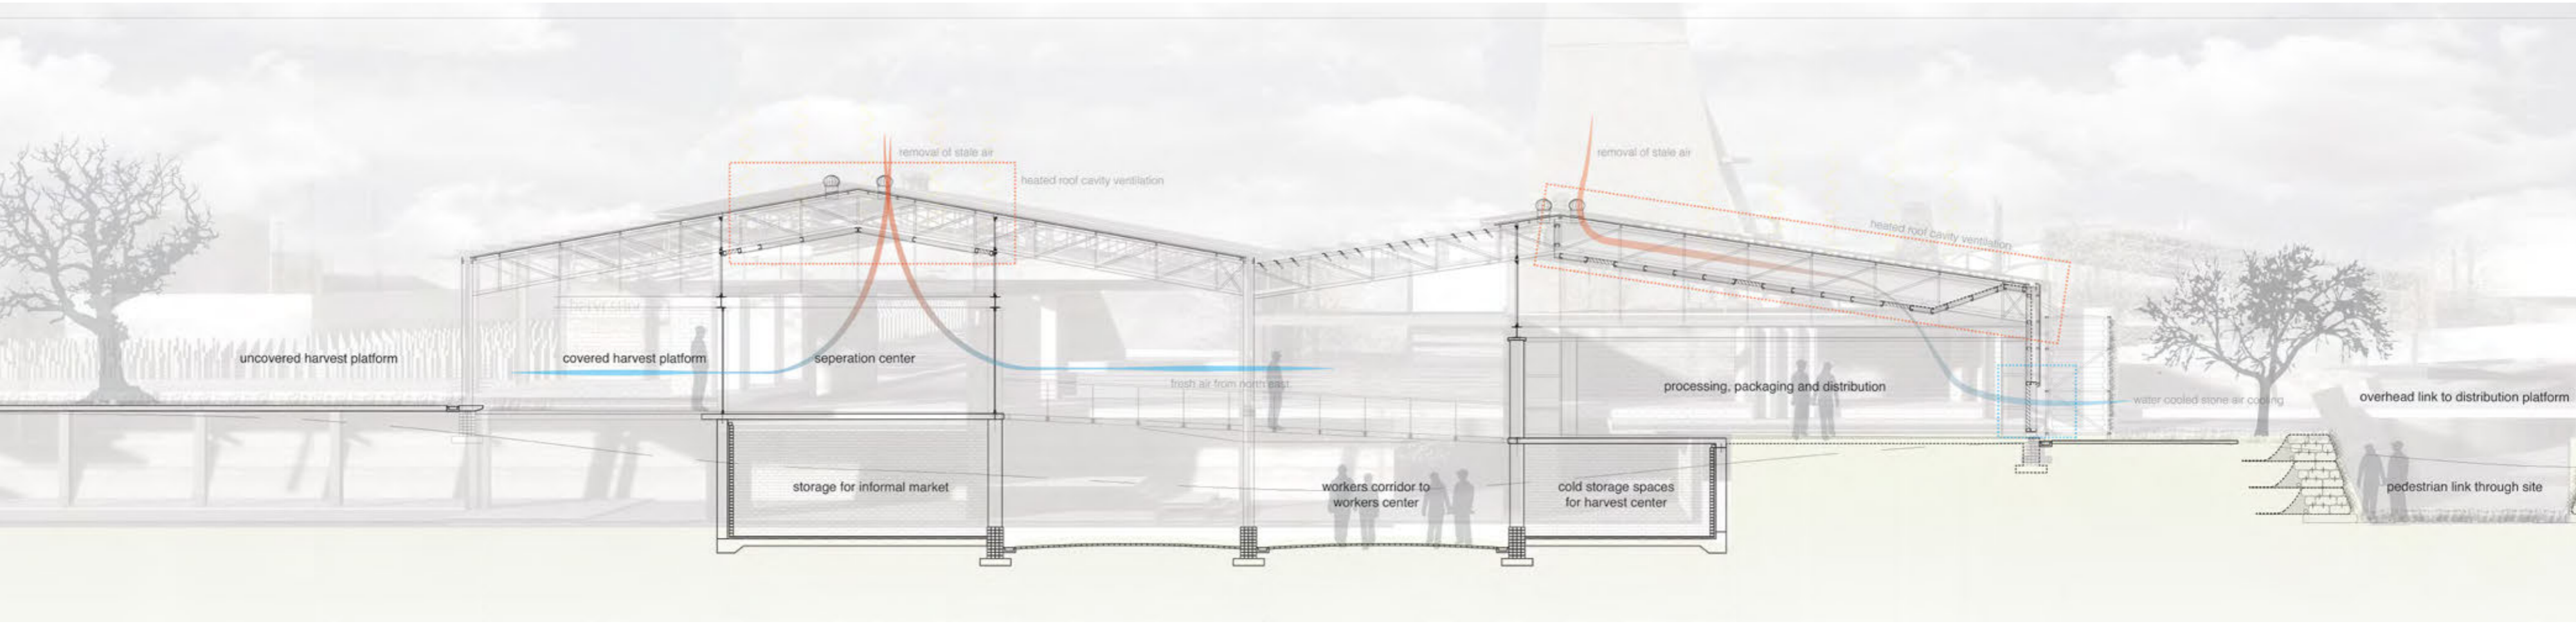 removal of stale air
heated roof cavity ventilation
removal of stale air
heated roof cavity ventilation
uncovered harvest platform
covered harvest platform
seperation center
fresh air from north east
processing, packaging and distribution
water cooled stone air cooling
overhead link to distribution platform
storage for informal market
workers corridor to
workers center
cold storage spaces
for harvest center
pedestrian link through site